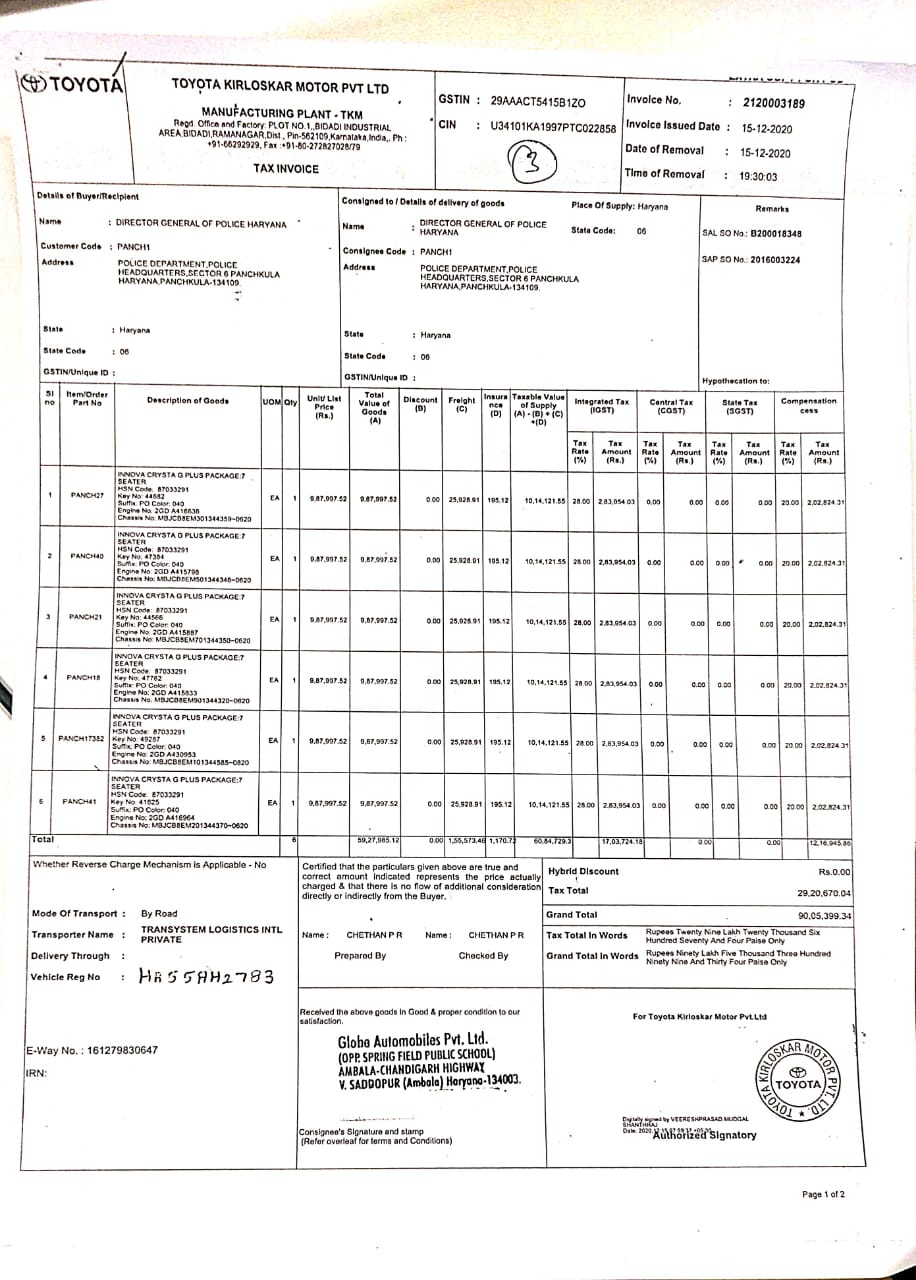 TOYOTA
TOYOTA KIRLOSKAR MOTOR PVT LTD
MANUFACTURING PLANT - TKM
Regd. Office and Factory: PLOT NO.1,,BIDADI INDUSTRIAL
AREA,BIDADI,RAMANAGAR,Dist , Pin-562109,Karnataka,India,. Ph :
+91-66292929, Fax :+91-80-272827028/79
TAX INVOICE
GSTIN : 29AAACT5415B1ZO
CIN : U34101KA1997PTC022858
3
Invoice No. : 2120003189
Invoice Issued Date : 15-12-2020
Date of Removal : 15-12-2020
Time of Removal : 19:30:03
Details of Buyer/Recipient
Name : DIRECTOR GENERAL OF POLICE HARYANA
Customer Code : PANCH1
Address POLICE DEPARTMENT,POLICE
HEADQUARTERS,SECTOR 6 PANCHKULA
HARYANA,PANCHKULA-134109.
State : Haryana
State Code : 06
GSTIN/Unique ID :
Consigned to / Details of delivery of goods
Place Of Supply: Haryana
Name : DIRECTOR GENERAL OF POLICE
HARYANA
State Code: 06
Consignee Code : PANCH1
Address POLICE DEPARTMENT,POLICE
HEADQUARTERS,SECTOR 6 PANCHKULA
HARYANA,PANCHKULA-134109.
State : Haryana
State Code : 06
GSTIN/Unique ID :
Remarks
SAL SO No.: B200018348
SAP SO No.: 2016003224
Hypothecation to:
Sl no Item/Order Part No Description of Goods UOM Qty Unit/ List Price (Rs.) Total Value of Goods (A) Discount (B) Freight (C) Insura nce (D) Taxable Value of Supply (A) - (B) + (C) +(D) Integrated Tax (IGST) Central Tax (CGST) State Tax (SGST) Compensation cess
Tax Rate (%) Tax Amount (Rs.) Tax Rate (%) Tax Amount (Rs.) Tax Rate (%) Tax Amount (Rs.) Tax Rate (%) Tax Amount (Rs.)
INNOVA CRYSTA G PLUS PACKAGE:7
SEATER
HSN Code: 87033291
Key No: 44682
Suffix: PO Color: 040
Engine No: 2GD A416636
Chassis No: MBJCB8EM301344359-0620
1 PANCH27 EA 1 9,87,997.52 9,87,997.52 0.00 25,928.91 195.12 10,14,121.55 28.00 2,83,954.03 0.00 0.00 0.00 0.00 20.00 2,02,824.31
INNOVA CRYSTA G PLUS PACKAGE:7
SEATER
HSN Code: 87033291
Key No: 47384
Suffix: PO Color: 040
Engine No: 2GD A415798
Chassis No: MBJCB8EM501344346-0620
2 PANCH40 EA 1 9,87,997.52 9,87,997.52 0.00 25,928.91 195.12 10,14,121.55 28.00 2,83,954.03 0.00 0.00 0.00 0.00 20.00 2,02,824.31
INNOVA CRYSTA G PLUS PACKAGE:7
SEATER
HSN Code: 87033291
Key No: 44566
Suffix: PO Color: 040
Engine No: 2GD A415887
Chassis No: MBJCB8EM701344350-0620
3 PANCH21 EA 1 9,87,997.52 9,87,997.52 0.00 25,928.91 195.12 10,14,121.55 28.00 2,83,954.03 0.00 0.00 0.00 0.00 20.00 2,02,824.31
INNOVA CRYSTA G PLUS PACKAGE:7
SEATER
HSN Code: 87033291
Key No: 47762
Suffix: PO Color: 040
Engine No: 2GD A415833
Chassis No: MBJCB8EM901344320-0620
4 PANCH18 EA 1 9,87,997.52 9,87,997.52 0.00 25,928.91 195.12 10,14,121.55 28.00 2,83,954.03 0.00 0.00 0.00 0.00 20.00 2,02,824.31
INNOVA CRYSTA G PLUS PACKAGE:7
SEATER
HSN Code: 87033291
Key No: 49287
Suffix: PO Color: 040
Engine No: 2GD A430953
Chassis No: MBJCB8EM101344585-0820
5 PANCH17382 EA 1 9,87,997.52 9,87,997.52 0.00 25,928.91 195.12 10,14,121.55 28.00 2,83,954.03 0.00 0.00 0.00 0.00 20.00 2,02,824.31
INNOVA CRYSTA G PLUS PACKAGE:7
SEATER
HSN Code: 87033291
Key No: 41625
Suffix: PO Color: 040
Engine No: 2GD A416964
Chassis No: MBJCB8EM201344370-0620
6 PANCH41 EA 1 9,87,997.52 9,87,997.52 0.00 25,928.91 195.12 10,14,121.55 28.00 2,83,954.03 0.00 0.00 0.00 0.00 20.00 2,02,824.31
Total 6 59,27,985.12 0.00 1,55,573.46 1,170.72 60,84,729.3 17,03,724.18 0.00 0.00 12,16,945.86
Whether Reverse Charge Mechanism is Applicable - No
Mode Of Transport : By Road
Transporter Name : TRANSYSTEM LOGISTICS INTL
PRIVATE
Delivery Through :
Vehicle Reg No : HR55AH2783
E-Way No. : 161279830647
IRN:
Certified that the particulars given above are true and
correct amount indicated represents the price actually
charged & that there is no flow of additional consideration
directly or indirectly from the Buyer.
Name : CHETHAN P R Name : CHETHAN P R
Prepared By Checked By
Received the above goods in Good & proper condition to our
satisfaction.
Globe Automobiles Pvt. Ltd.
(OPP. SPRING FIELD PUBLIC SCHOOL)
AMBALA-CHANDIGARH HIGHWAY
V. SADDOPUR (Ambala) Haryana-134003.
Consignee's Signature and stamp
(Refer overleaf for terms and Conditions)
Hybrid Discount Rs.0.00
Tax Total 29,20,670.04
Grand Total 90,05,399.34
Tax Total In Words Rupees Twenty Nine Lakh Twenty Thousand Six
Hundred Seventy And Four Paise Only
Grand Total In Words Rupees Ninety Lakh Five Thousand Three Hundred
Ninety Nine And Thirty Four Paise Only
For Toyota Kirloskar Motor Pvt.Ltd
TOYOTA KIRLOSKAR MOTOR PVT. LTD.
TOYOTA
Digitally signed by VEERESHPRASAD MUDGAL
SHANTHRAJ
Authorized Signatory
Page 1 of 2